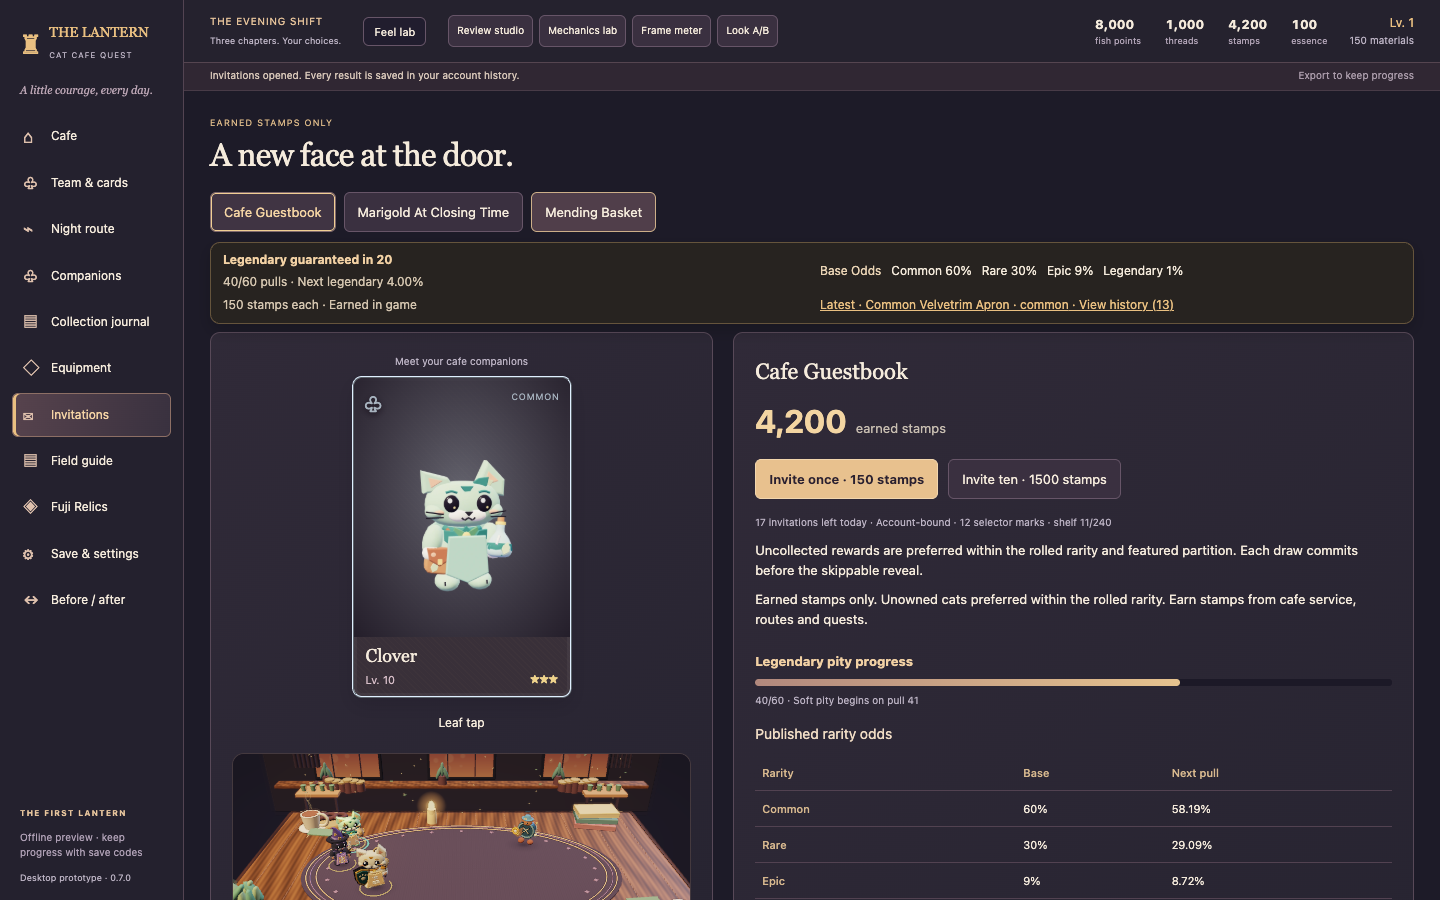 THE LANTERN
CAT CAFE QUEST
A little courage, every day.
Cafe
Team & cards
Night route
Companions
Collection journal
Equipment
Invitations
Field guide
Fuji Relics
Save & settings
Before / after
THE FIRST LANTERN
Offline preview · keep
progress with save codes
Desktop prototype · 0.7.0
THE EVENING SHIFT
Three chapters. Your choices.
Feel lab
Review studio
Mechanics lab
Frame meter
Look A/B
8,000
fish points
1,000
threads
4,200
stamps
100
essence
Lv. 1
150 materials
Invitations opened. Every result is saved in your account history.
Export to keep progress
EARNED STAMPS ONLY
A new face at the door.
Cafe Guestbook
Marigold At Closing Time
Mending Basket
Legendary guaranteed in 20
40/60 pulls · Next legendary 4.00%
150 stamps each · Earned in game
Base Odds Common 60% Rare 30% Epic 9% Legendary 1%
Latest · Common Velvetrim Apron · common · View history (13)
Meet your cafe companions
COMMON
Clover
Lv. 10
Leaf tap
Cafe Guestbook
4,200 earned stamps
Invite once · 150 stamps
Invite ten · 1500 stamps
17 invitations left today · Account-bound · 12 selector marks · shelf 11/240
Uncollected rewards are preferred within the rolled rarity and featured partition. Each draw commits
before the skippable reveal.
Earned stamps only. Unowned cats preferred within the rolled rarity. Earn stamps from cafe service,
routes and quests.
Legendary pity progress
40/60 · Soft pity begins on pull 41
Published rarity odds
Rarity Base Next pull
Common 60% 58.19%
Rare 30% 29.09%
Epic 9% 8.72%